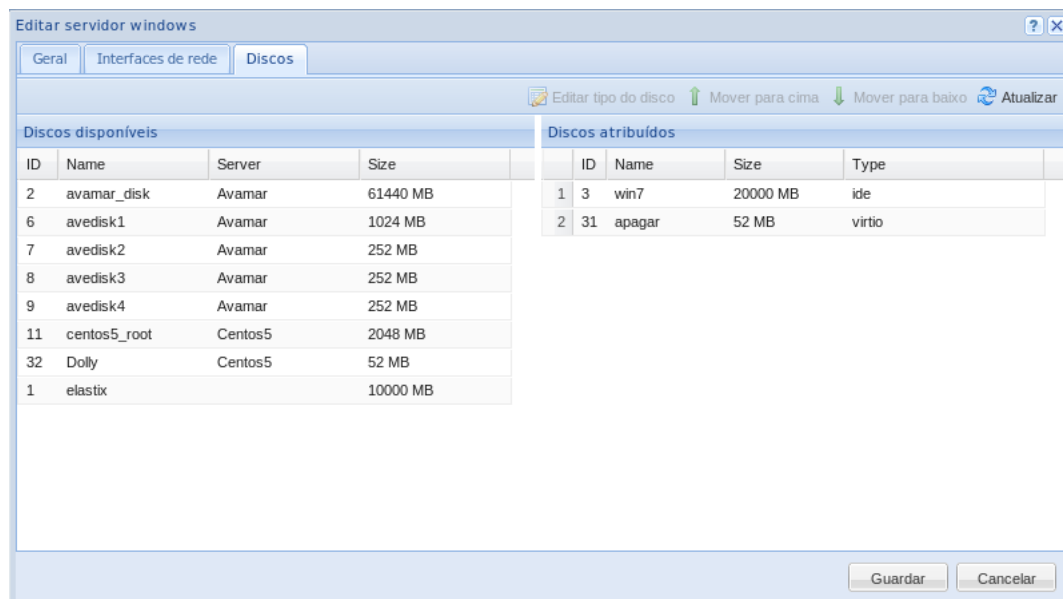 Editar servidor windows
Geral Interfaces de rede Discos
Editar tipo do disco Mover para cima Mover para baixo Atualizar
Discos disponíveis
ID Name Server Size
2 avamar_disk Avamar 61440 MB
6 avedisk1 Avamar 1024 MB
7 avedisk2 Avamar 252 MB
8 avedisk3 Avamar 252 MB
9 avedisk4 Avamar 252 MB
11 centos5_root Centos5 2048 MB
32 Dolly Centos5 52 MB
1 elastix 10000 MB
Discos atribuídos
ID Name Size Type
1 3 win7 20000 MB ide
2 31 apagar 52 MB virtio
Guardar Cancelar